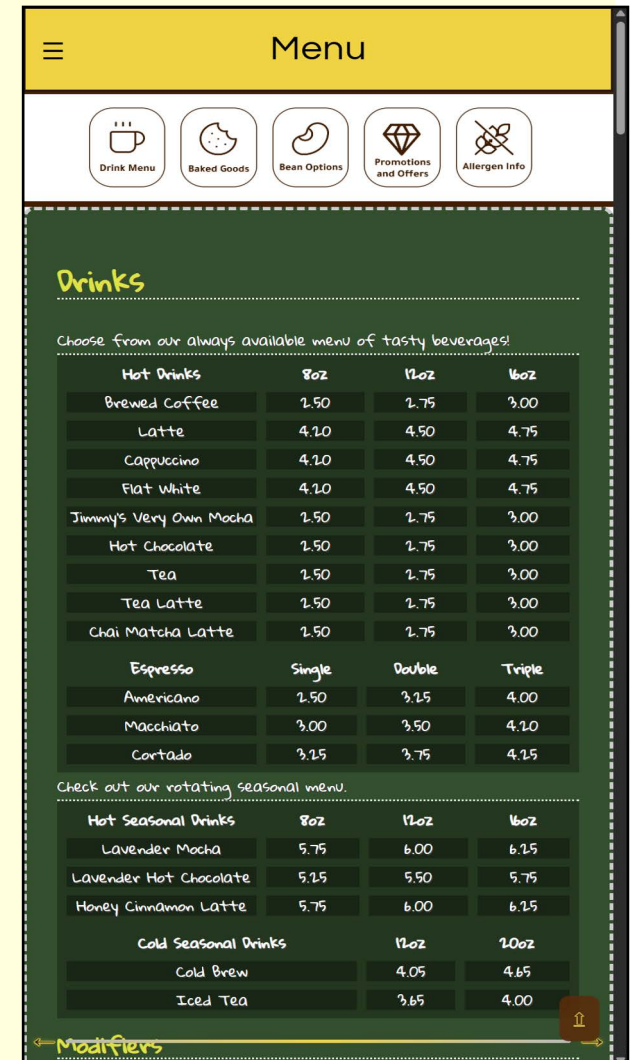 ☰ Menu
Drink Menu Baked Goods Bean Options Promotions and Offers Allergen Info
Drinks
Choose from our always available menu of tasty beverages!
Hot Drinks 8oz 12oz 16oz
Brewed Coffee 2.50 2.75 3.00
Latte 4.20 4.50 4.75
Cappuccino 4.20 4.50 4.75
Flat White 4.20 4.50 4.75
Jimmy's Very Own Mocha 2.50 2.75 3.00
Hot Chocolate 2.50 2.75 3.00
Tea 2.50 2.75 3.00
Tea Latte 2.50 2.75 3.00
Chai Matcha Latte 2.50 2.75 3.00
Espresso Single Double Triple
Americano 2.50 3.25 4.00
Macchiato 3.00 3.50 4.20
Cortado 3.25 3.75 4.25
Check out our rotating seasonal menu.
Hot Seasonal Drinks 8oz 12oz 16oz
Lavender Mocha 5.75 6.00 6.25
Lavender Hot Chocolate 5.25 5.50 5.75
Honey Cinnamon Latte 5.75 6.00 6.25
Cold Seasonal Drinks 12oz 20oz
Cold Brew 4.05 4.65
Iced Tea 3.65 4.00
Modifiers